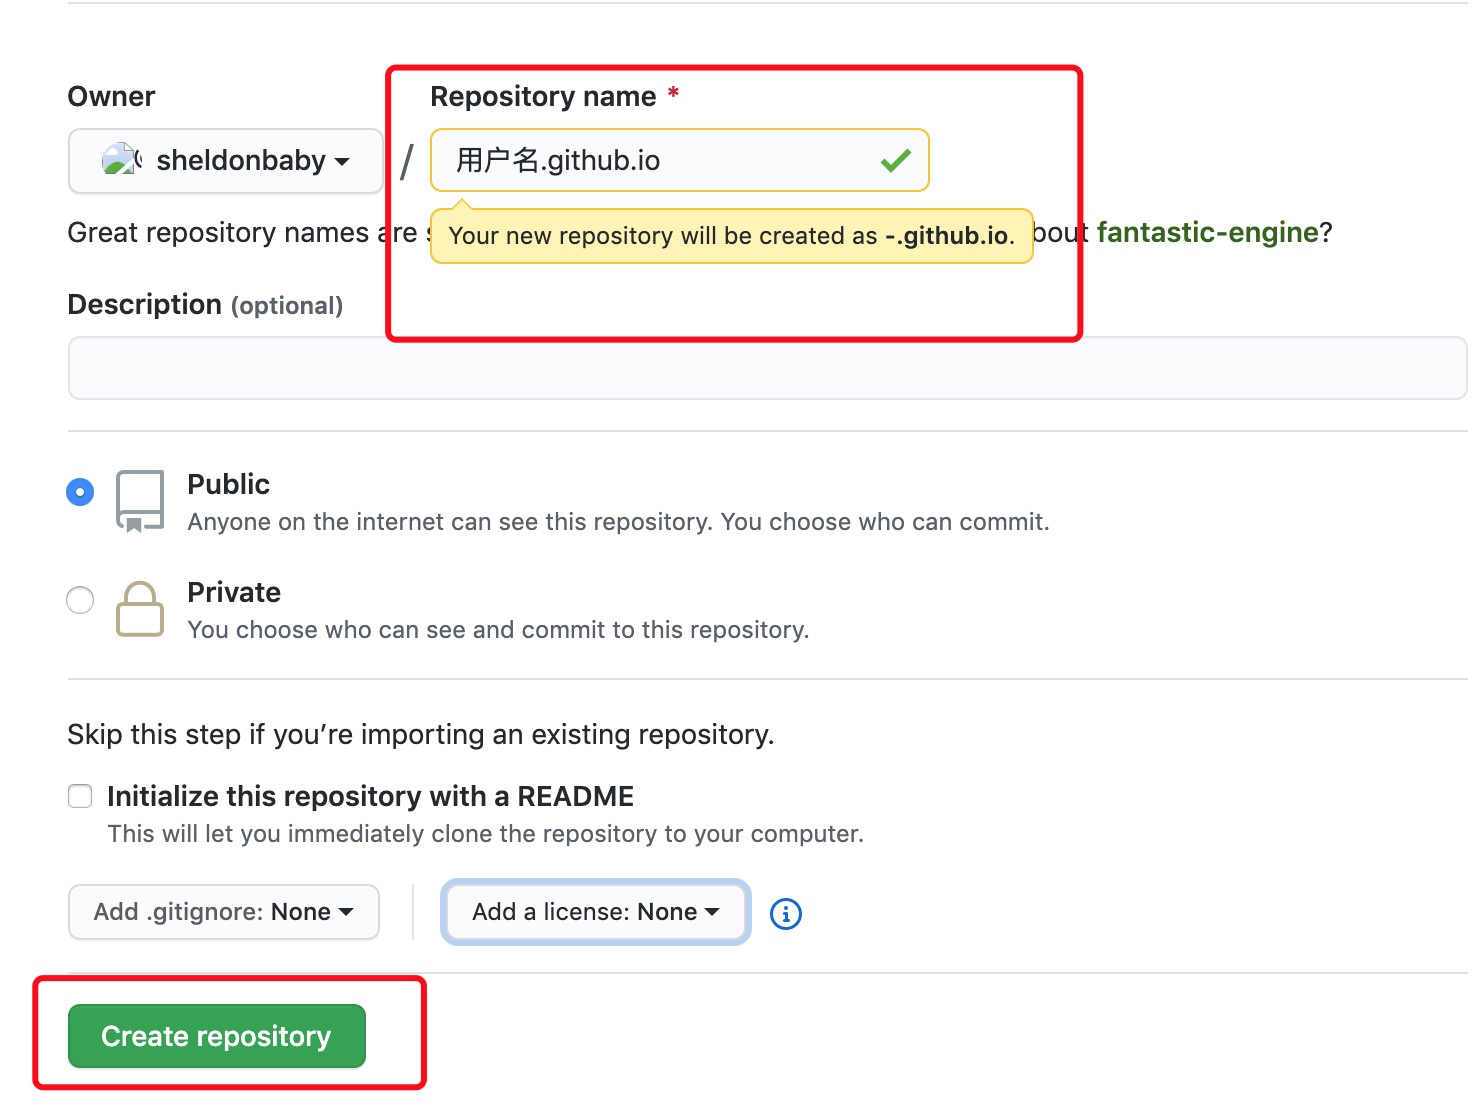 Owner
Repository name *
sheldonbaby
/
用户名.github.io
Great repository names are s
Your new repository will be created as -.github.io.
bout fantastic-engine?
Description (optional)
Public
Anyone on the internet can see this repository. You choose who can commit.
Private
You choose who can see and commit to this repository.
Skip this step if you’re importing an existing repository.
Initialize this repository with a README
This will let you immediately clone the repository to your computer.
Add .gitignore: None
Add a license: None
Create repository